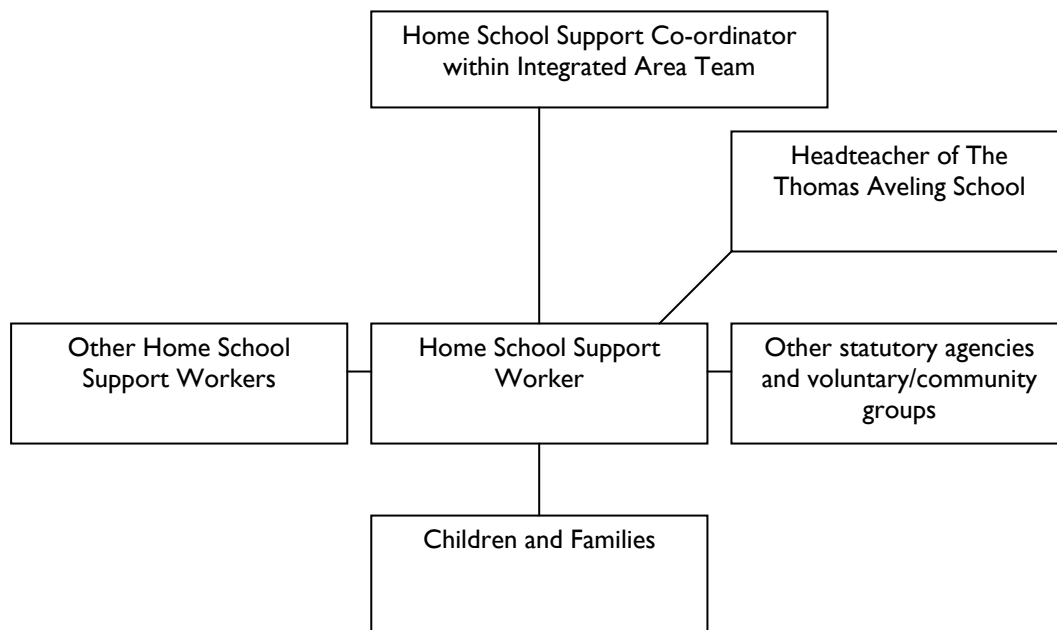 Home School Support Co-ordinator
within Integrated Area Team
Headteacher of The
Thomas Aveling School
Other Home School
Support Workers
Home School Support
Worker
Other statutory agencies
and voluntary/community
groups
Children and Families